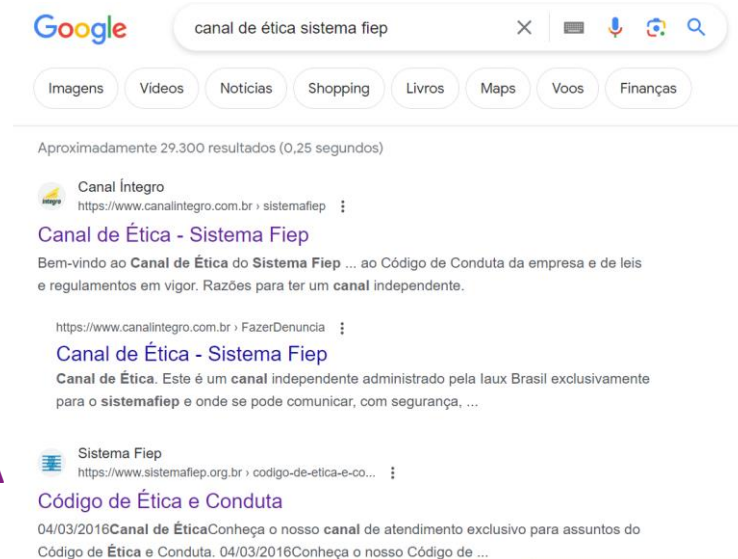 Google
canal de ética sistema fiep
Imagens Vídeos Notícias Shopping Livros Maps Voos Finanças
Aproximadamente 29.300 resultados (0,25 segundos)
Canal Íntegro
https://www.canalintegro.com.br › sistemafiep
Canal de Ética - Sistema Fiep
Bem-vindo ao Canal de Ética do Sistema Fiep ... ao Código de Conduta da empresa e de leis
e regulamentos em vigor. Razões para ter um canal independente.
https://www.canalintegro.com.br › FazerDenuncia
Canal de Ética - Sistema Fiep
Canal de Ética. Este é um canal independente administrado pela Iaux Brasil exclusivamente
para o sistemafiep e onde se pode comunicar, com segurança, ...
Sistema Fiep
https://www.sistemafiep.org.br › codigo-de-etica-e-co...
Código de Ética e Conduta
04/03/2016Canal de ÉticaConheça o nosso canal de atendimento exclusivo para assuntos do
Código de Ética e Conduta. 04/03/2016Conheça o nosso Código de ...